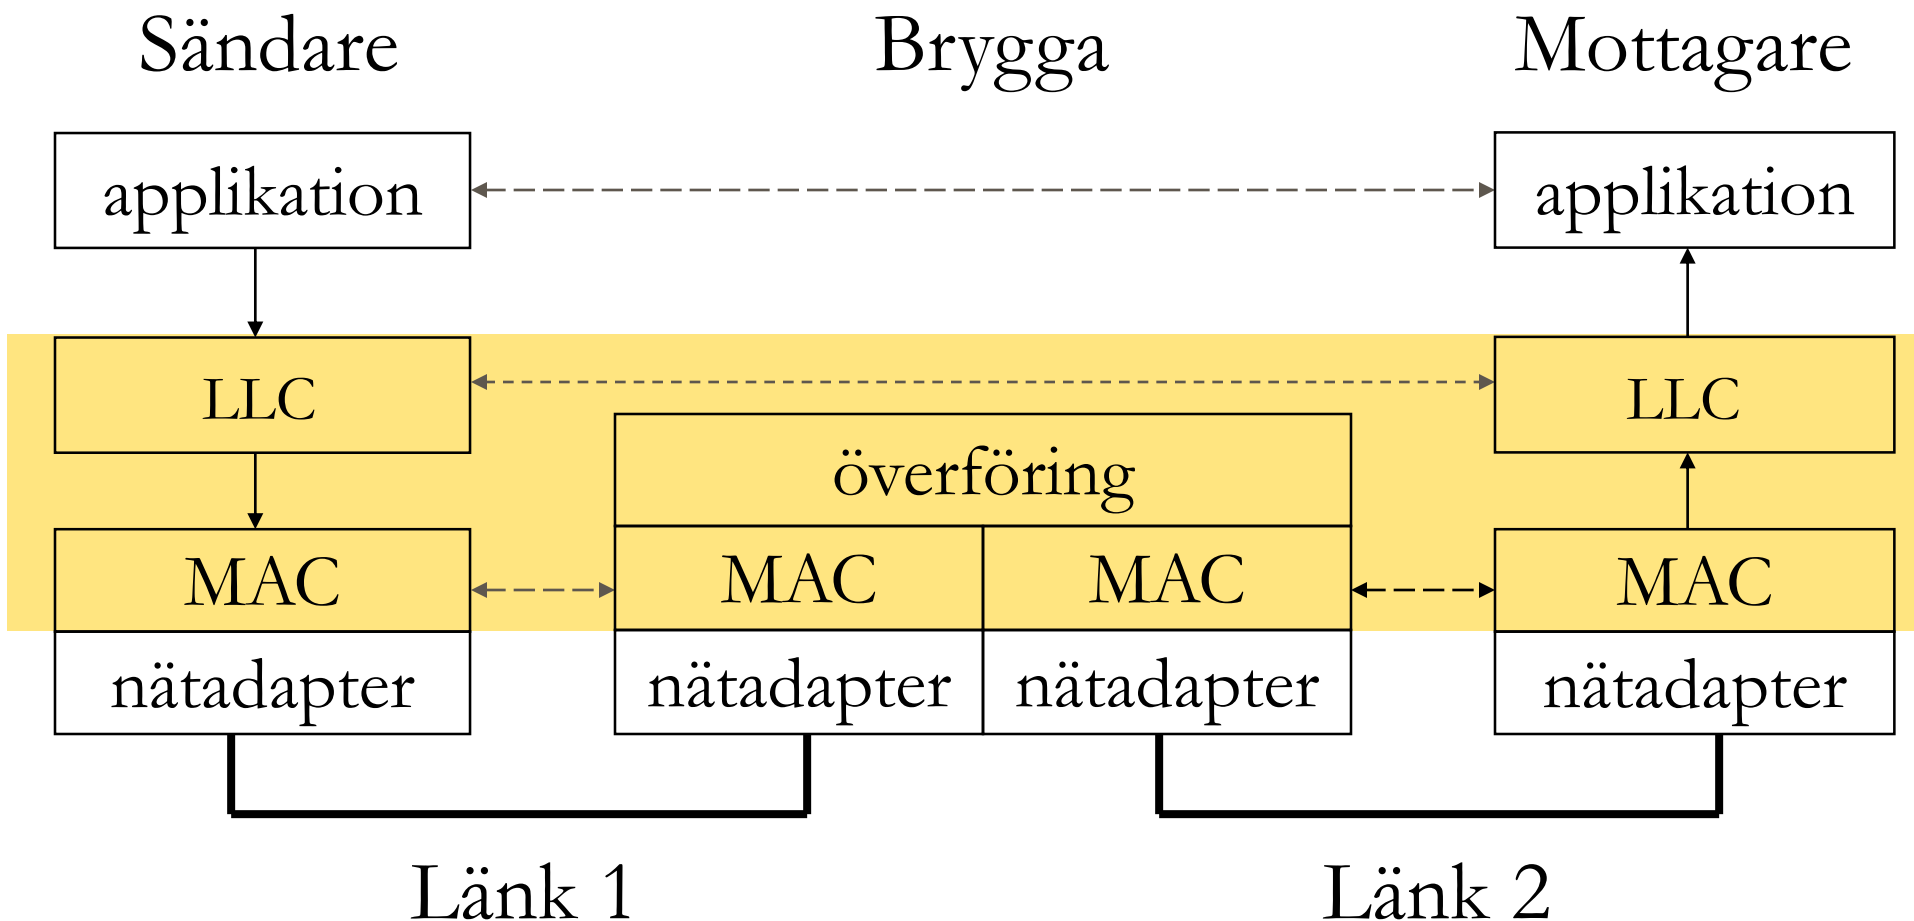 Sändare
Brygga
Mottagare
applikation
applikation
LLC
LLC
överföring
MAC
MAC
MAC
MAC
nätadapter
nätadapter
nätadapter
nätadapter
Länk 1
Länk 2